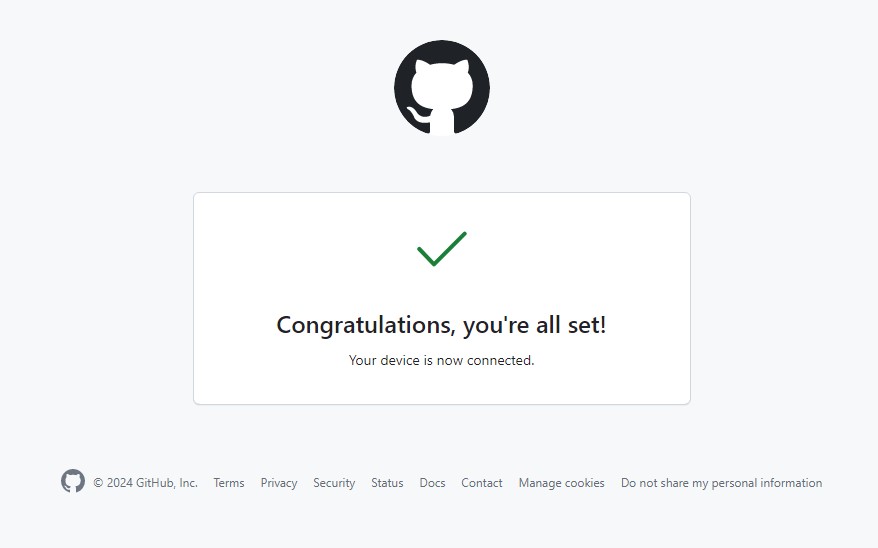 Congratulations, you're all set!
Your device is now connected.
© 2024 GitHub, Inc. Terms Privacy Security Status Docs Contact Manage cookies Do not share my personal information